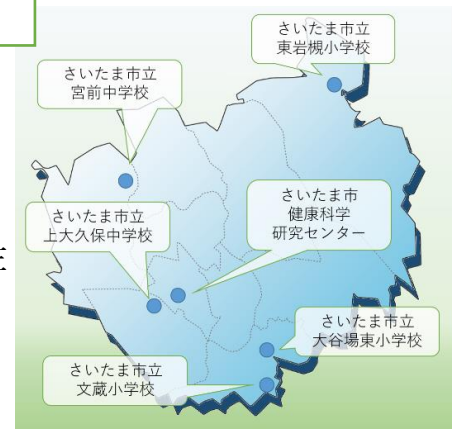 さいたま市立
東岩槻小学校
さいたま市立
宮前中学校
さいたま市
健康科学
研究センター
さいたま市立
上大久保中学校
さいたま市立
大谷場東小学校
さいたま市立
文蔵小学校